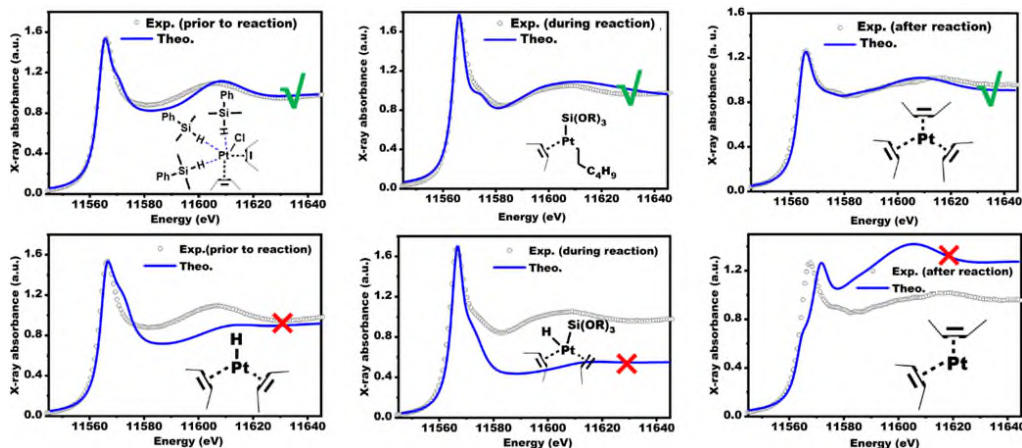 Exp. (prior to reaction)
Theo.
X-ray absorbance (a. u.)
1.6
1.2
0.8
0.4
0.0
11560 11580 11600 11620 11640
Energy (eV)
Ph
Si
H
Ph
Si
H
Cl
Si
H
Ph
Pt
Exp. (during reaction)
Theo.
X-ray absorbance (a.u.)
1.6
1.2
0.8
0.4
0.0
11560 11580 11600 11620 11640
Energy (eV)
Si(OR)3
Pt
C4H9
Exp. (after reaction)
Theo.
X-ray absorbance (a. u.)
1.6
1.2
0.8
0.4
0.0
11560 11580 11600 11620 11640
Energy (eV)
Pt
Exp.(prior to reaction)
Theo.
X-ray absorbance (a.u.)
1.6
1.2
0.8
0.4
0.0
11560 11580 11600 11620 11640
Energy (eV)
H
Pt
Exp. (during reaction)
Theo.
X-ray absorbance (a.u.)
1.6
1.2
0.8
0.4
0.0
11560 11580 11600 11620 11640
Energy (eV)
H
Si(OR)3
Pt
Exp. (after reaction)
Theo.
X-ray absorbance (a.u.)
1.2
0.8
0.4
0.0
11560 11580 11600 11620 11640
Energy (eV)
Pt